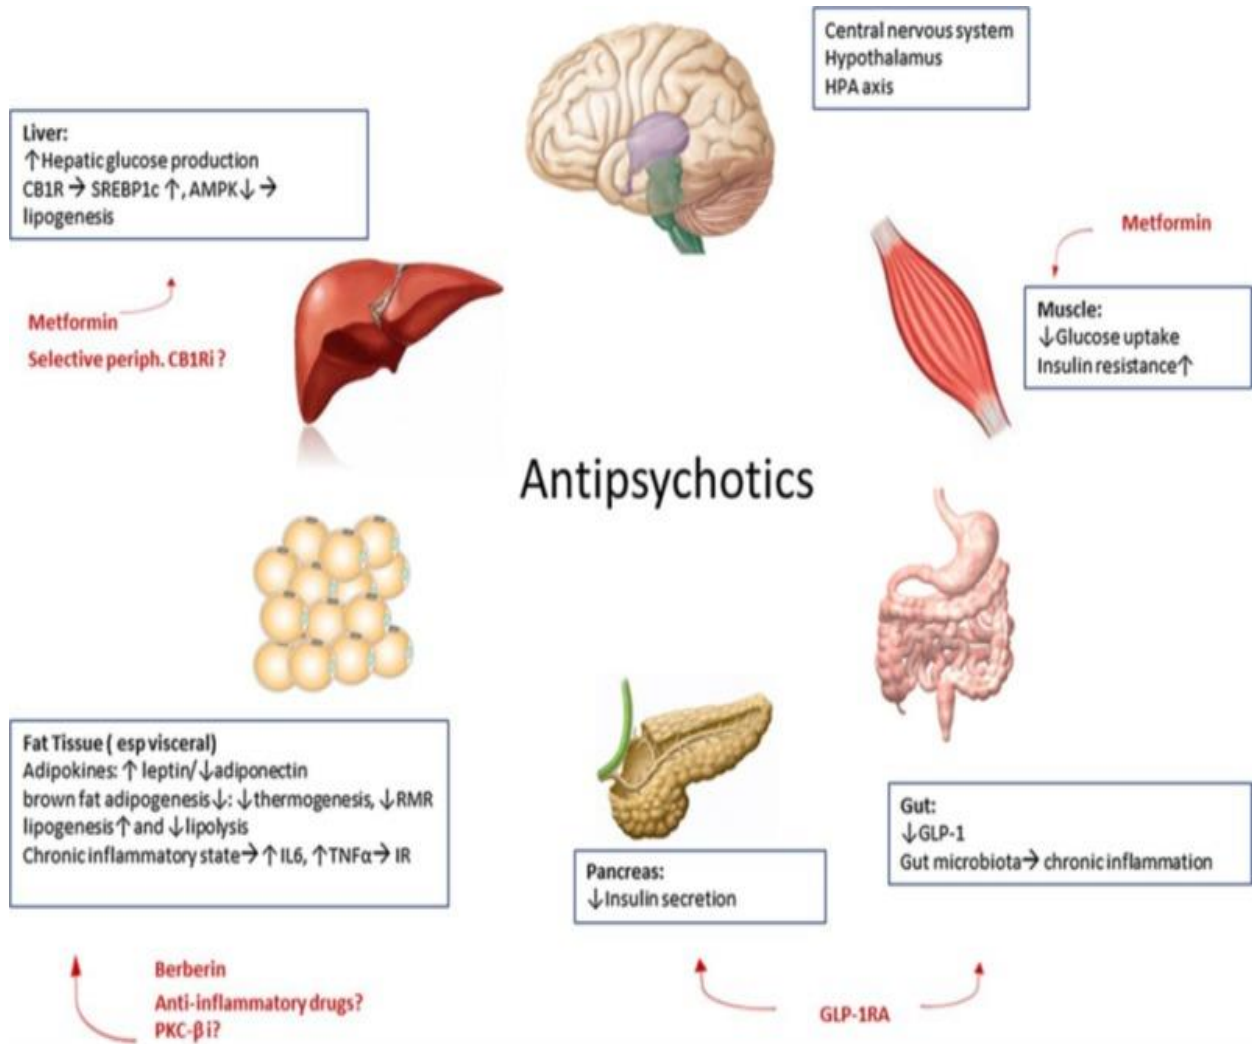 Central nervous system
Hypothalamus
HPA axis
Liver:
↑Hepatic glucose production
CB1R → SREBP1c ↑, AMPK↓ →
lipogenesis
Metformin
Selective periph. CB1Ri ?
Metformin
Muscle:
↓Glucose uptake
Insulin resistance↑
Antipsychotics
Fat Tissue ( esp visceral)
Adipokines: ↑ leptin/↓adiponectin
brown fat adipogenesis↓: ↓thermogenesis, ↓RMR
lipogenesis↑ and ↓lipolysis
Chronic inflammatory state→ ↑IL6, ↑TNFα→ IR
Berberin
Anti-inflammatory drugs?
PKC-β i?
Pancreas:
↓Insulin secretion
Gut:
↓GLP-1
Gut microbiota→ chronic inflammation
GLP-1RA